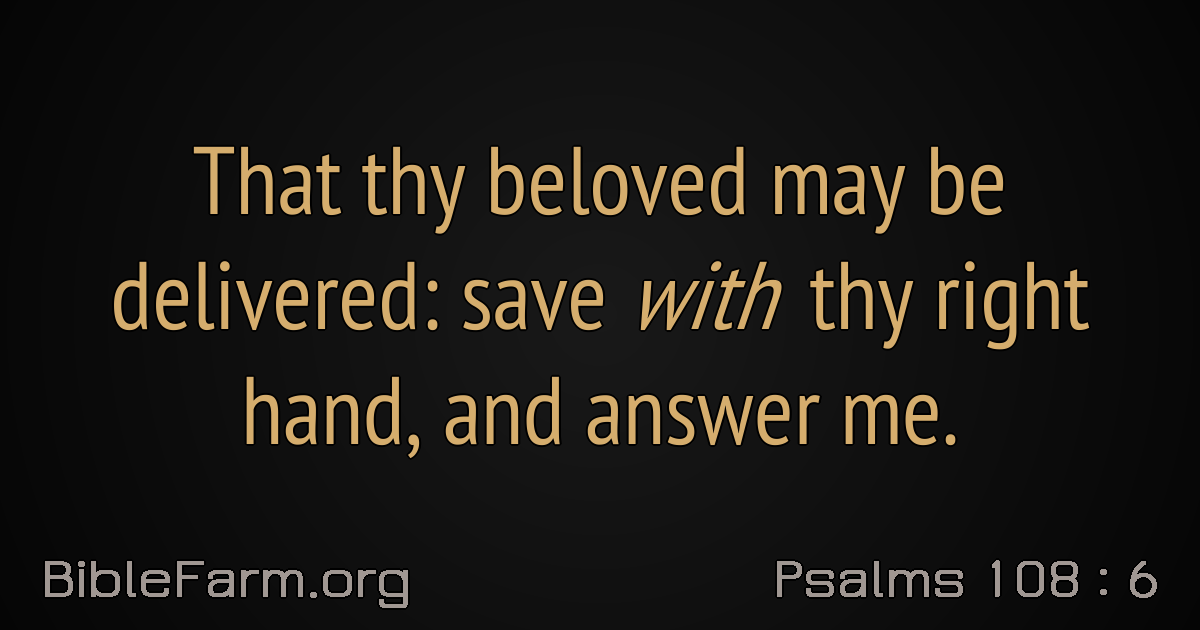 That thy beloved may be
delivered: save with thy right
hand, and answer me.
BibleFarm.org
Psalms 108 : 6